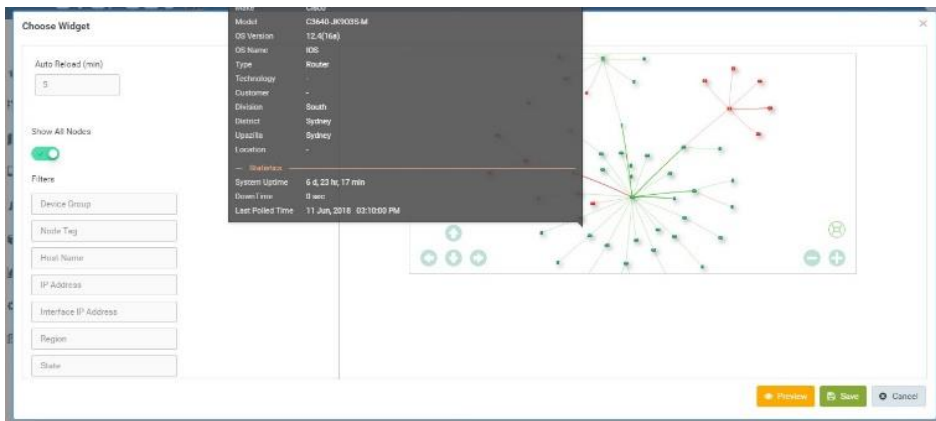 Choose Widget
Auto Reload (min)
5
Show All Nodes
Filters
Device Group
Node Tag
Host Name
IP Address
Interface IP Address
Region
State
Make Cisco
Model C3640-JK9O3S-M
OS Version 12.4(16a)
OS Name IOS
Type Router
Technology -
Customer -
Division South
District Sydney
Upazilla Sydney
Location -
Statistics
System Uptime 6 d, 23 hr, 17 min
DownTime 0 sec
Last Polled Time 11 Jun, 2018 03:10:00 PM
Preview
Save
Cancel